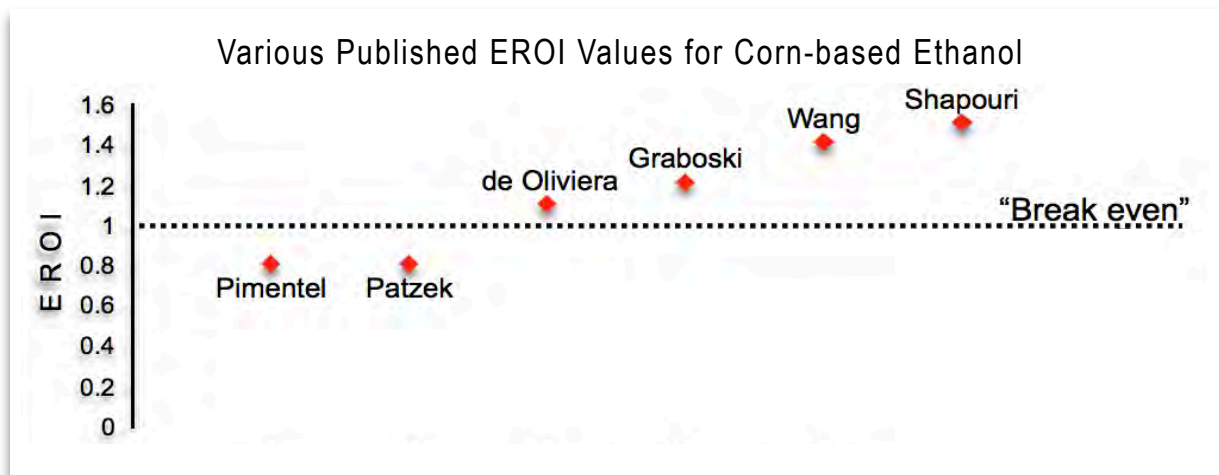 Various Published EROI Values for Corn-based Ethanol
1.6
1.4
1.2
1
0.8
0.6
0.4
0.2
0
EROI
Pimentel
Patzek
de Oliviera
Graboski
Wang
Shapouri
“Break even”